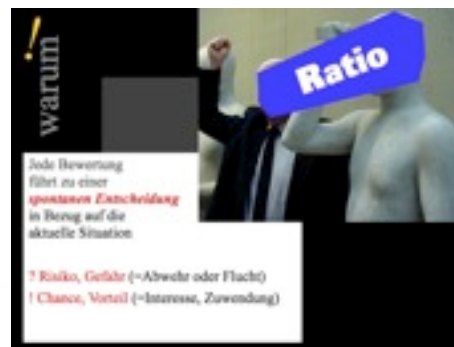 ! warum
Ratio
Jede Bewertung
führt zu einer
spontanen Entscheidung
in Bezug auf die
aktuelle Situation
? Risiko, Gefahr (=Abwehr oder Flucht)
! Chance, Vorteil (=Interesse, Zuwendung)